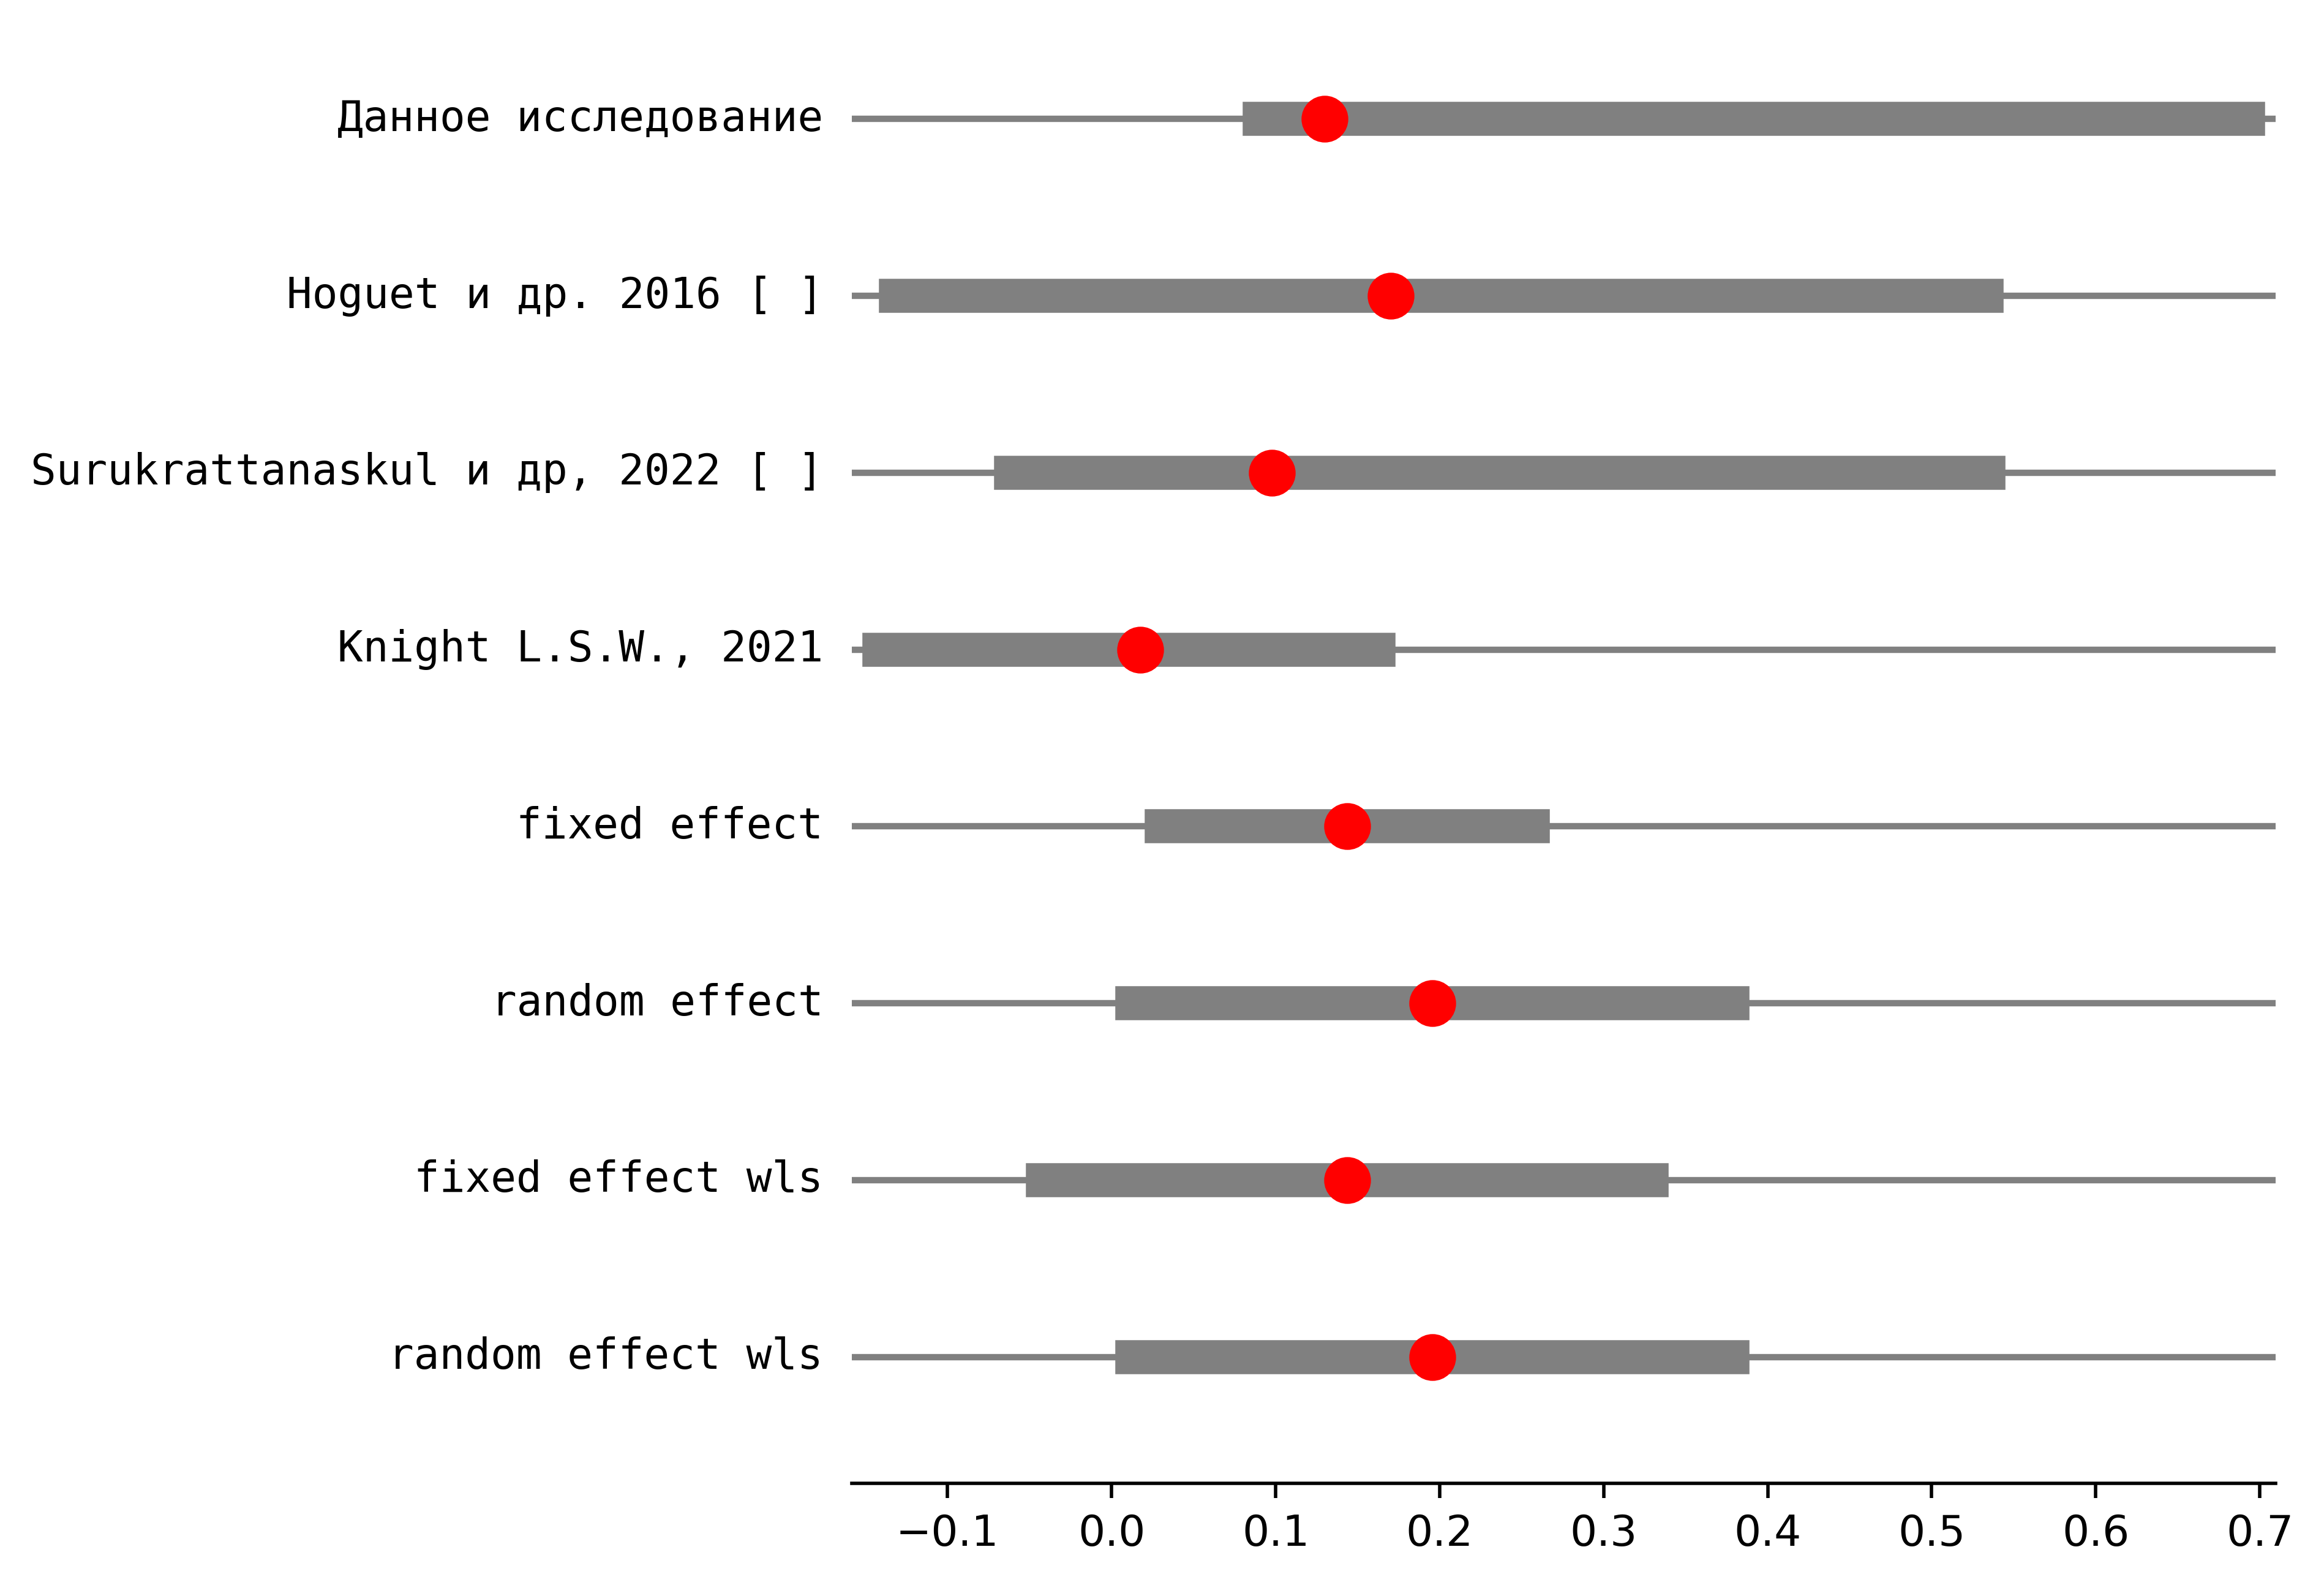 Данное исследование
Hoguet и др. 2016 [ ]
Surukrattanaskul и др, 2022 [ ]
Knight L.S.W., 2021
fixed effect
random effect
fixed effect wls
random effect wls
−0.1 0.0 0.1 0.2 0.3 0.4 0.5 0.6 0.7